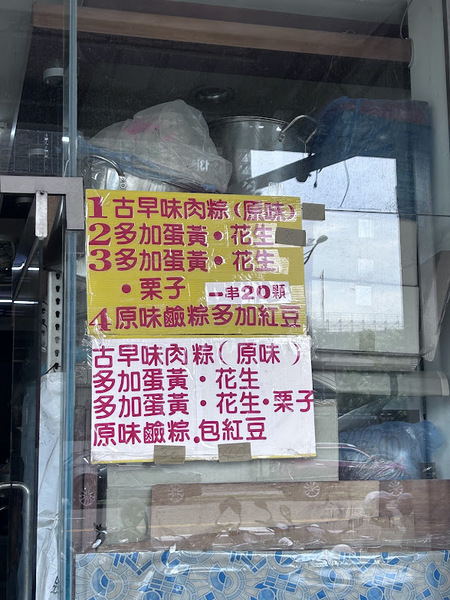 1古早味肉粽(原味)
2多加蛋黃·花生
3多加蛋黃·花生
·栗子 一串20顆
4原味鹼粽多加紅豆
古早味肉粽(原味)
多加蛋黃·花生
多加蛋黃·花生·栗子
原味鹼粽.包紅豆